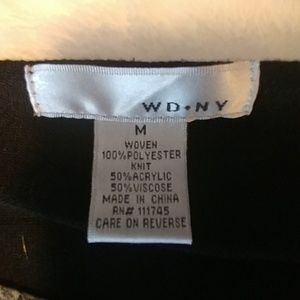 WD•NY
M
WOVEN
100%POLYESTER
KNIT
50%ACRYLIC
50%VISCOSE
MADE IN CHINA
RN# 111745
CARE ON REVERSE